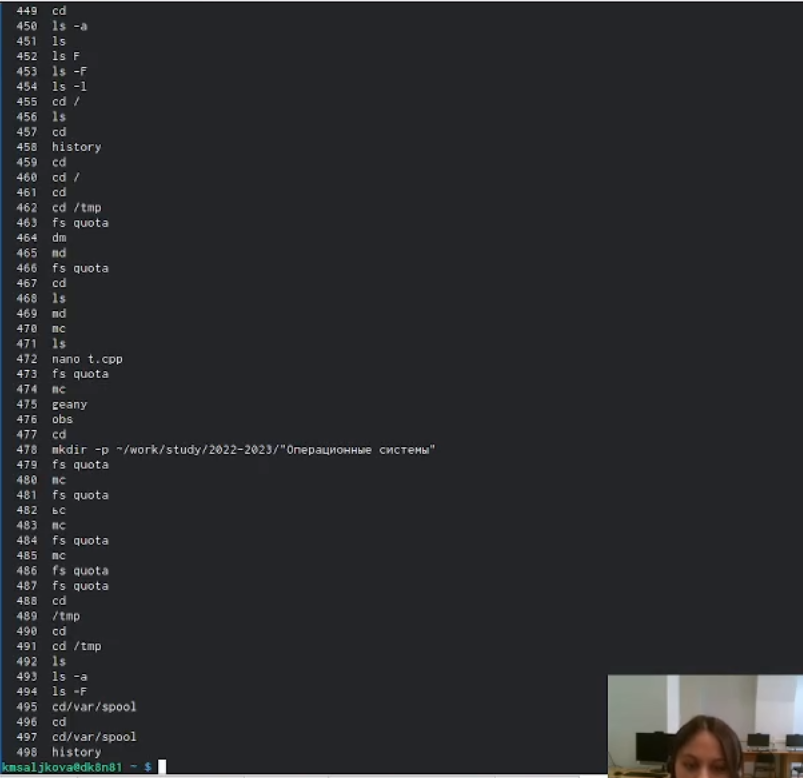 449 cd
450 ls -a
451 ls
452 ls F
453 ls -F
454 ls -l
455 cd /
456 ls
457 cd
458 history
459 cd
460 cd /
461 cd
462 cd /tmp
463 fs quota
464 dm
465 md
466 fs quota
467 cd
468 ls
469 md
470 mc
471 ls
472 nano t.cpp
473 fs quota
474 mc
475 geany
476 obs
477 cd
478 mkdir -p ~/work/study/2022-2023/"Операционные системы"
479 fs quota
480 mc
481 fs quota
482 ьс
483 mc
484 fs quota
485 mc
486 fs quota
487 fs quota
488 cd
489 /tmp
490 cd
491 cd /tmp
492 ls
493 ls -a
494 ls -F
495 cd/var/spool
496 cd
497 cd/var/spool
498 history
kmsaljkova@dk8n81 ~ $